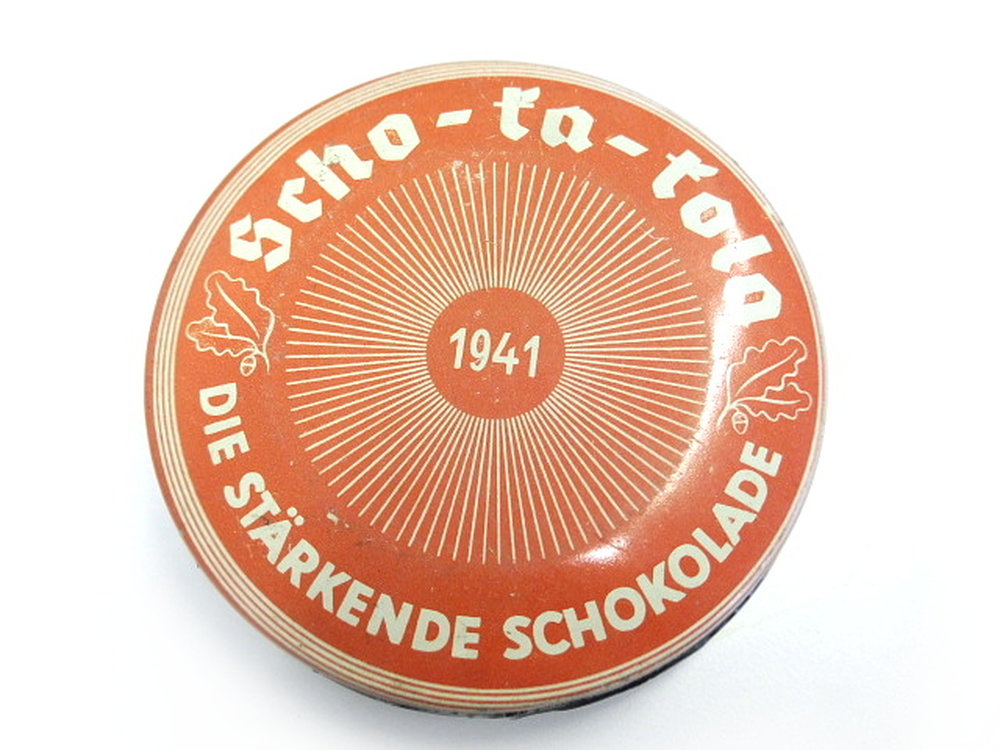 Scho-ka-kola
1941
DIE STÄRKENDE SCHOKOLADE